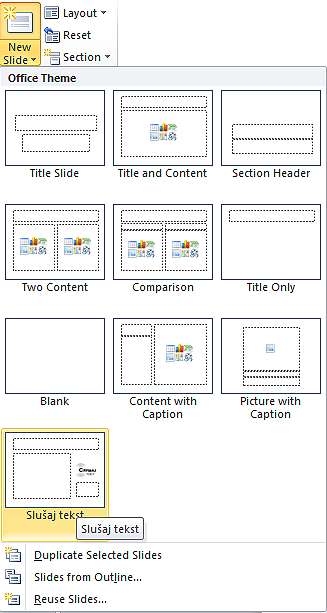 New
Slide
Layout
Reset
Section
Office Theme
Title Slide
Title and Content
Section Header
Two Content
Comparison
Title Only
Blank
Content with
Caption
Picture with
Caption
Slušaj tekst
Slušaj tekst
Duplicate Selected Slides
Slides from Outline...
Reuse Slides...